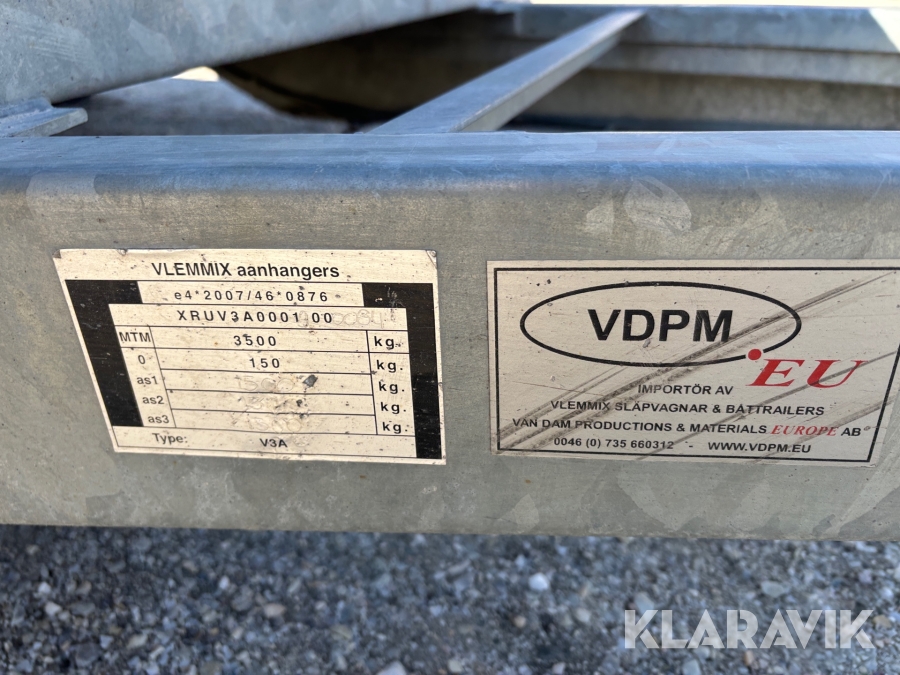 VLEMMIX aanhangers
e4*2007/46*0876
XRUV3A0001 00
MTM 3500 kg.
0 150 kg.
as1 kg.
as2 kg.
as3 kg.
Type: V3A
VDPM
.EU
IMPORTÖR AV
VLEMMIX SLÄPVAGNAR & BÅTTRAILERS
VAN DAM PRODUCTIONS & MATERIALS EUROPE AB
0046 (0) 735 660312 - WWW.VDPM.EU
KLARAVIK